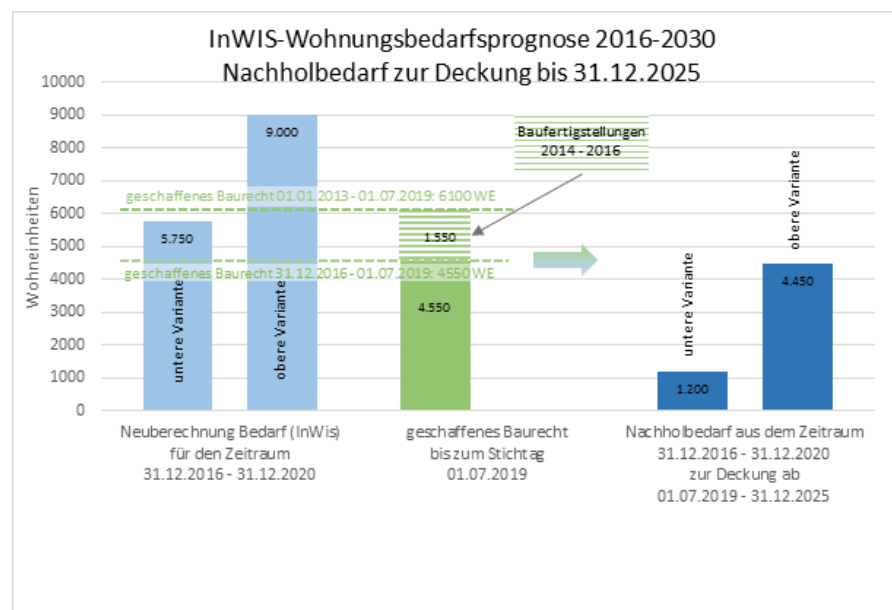 InWIS-Wohnungsbedarfsprognose 2016-2030
Nachholbedarf zur Deckung bis 31.12.2025
Wohneinheiten
10000
9000
8000
7000
6000
5000
4000
3000
2000
1000
0
9.000
5.750
untere Variante
obere Variante
geschaffenes Baurecht 01.01.2013 - 01.07.2019: 6100 WE
geschaffenes Baurecht 31.12.2016 - 01.07.2019: 4550 WE
Baufertigstellungen
2014 - 2016
1.550
4.550
untere Variante
obere Variante
1.200
4.450
Neuberechnung Bedarf (InWis)
für den Zeitraum
31.12.2016 - 31.12.2020
geschaffenes Baurecht
bis zum Stichtag
01.07.2019
Nachholbedarf aus dem Zeitraum
31.12.2016 - 31.12.2020
zur Deckung ab
01.07.2019 - 31.12.2025